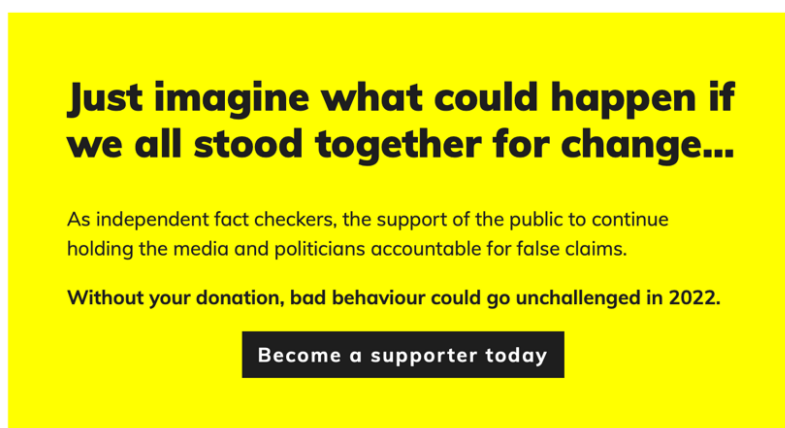 Just imagine what could happen if
we all stood together for change...
As independent fact checkers, the support of the public to continue
holding the media and politicians accountable for false claims.
Without your donation, bad behaviour could go unchallenged in 2022.
Become a supporter today